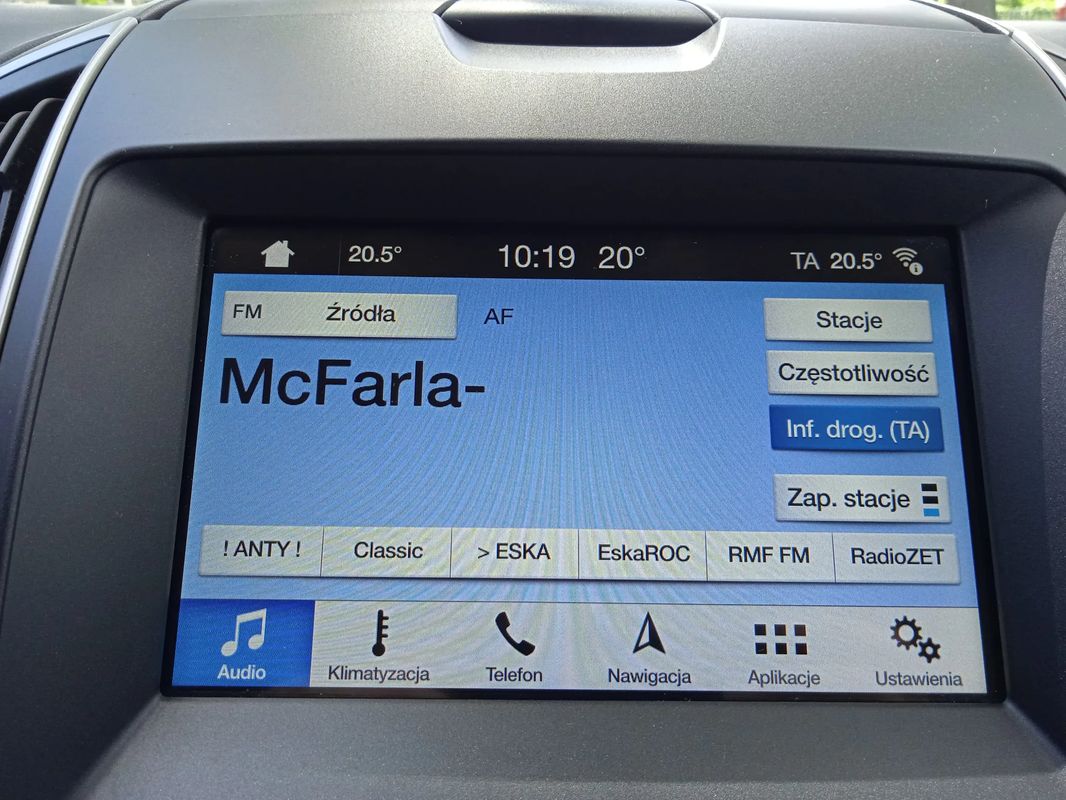 20.5° 10:19 20° TA 20.5°
FM Źródła AF Stacje
McFarla-
Częstotliwość
Inf. drog. (TA)
Zap. stacje
! ANTY ! Classic > ESKA EskaROC RMF FM RadioZET
Audio Klimatyzacja Telefon Nawigacja Aplikacje Ustawienia